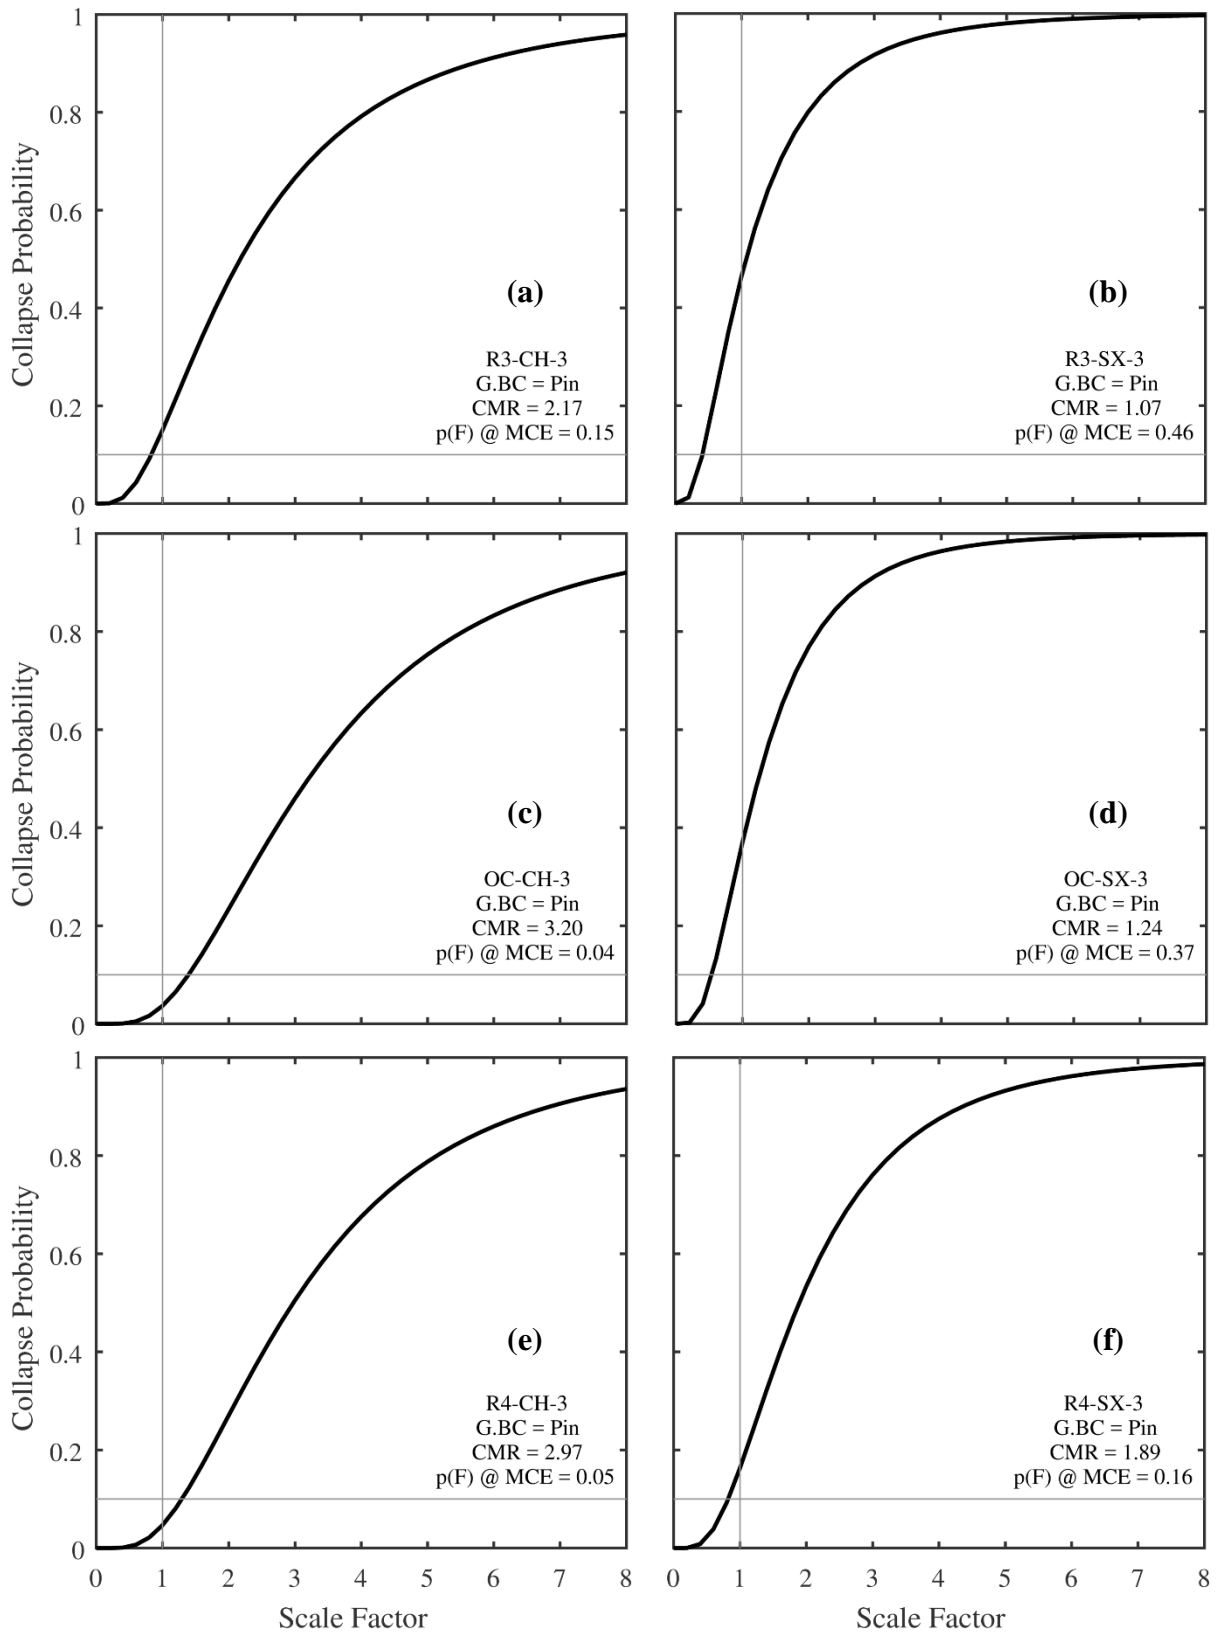 1
0.8
0.6
0.4
0.2
0
Collapse Probability
(a)
R3-CH-3
G.BC = Pin
CMR = 2.17
p(F) @ MCE = 0.15
(b)
R3-SX-3
G.BC = Pin
CMR = 1.07
p(F) @ MCE = 0.46
1
0.8
0.6
0.4
0.2
0
Collapse Probability
(c)
OC-CH-3
G.BC = Pin
CMR = 3.20
p(F) @ MCE = 0.04
(d)
OC-SX-3
G.BC = Pin
CMR = 1.24
p(F) @ MCE = 0.37
1
0.8
0.6
0.4
0.2
0
Collapse Probability
(e)
R4-CH-3
G.BC = Pin
CMR = 2.97
p(F) @ MCE = 0.05
(f)
R4-SX-3
G.BC = Pin
CMR = 1.89
p(F) @ MCE = 0.16
0 1 2 3 4 5 6 7 8
Scale Factor
0 1 2 3 4 5 6 7 8
Scale Factor